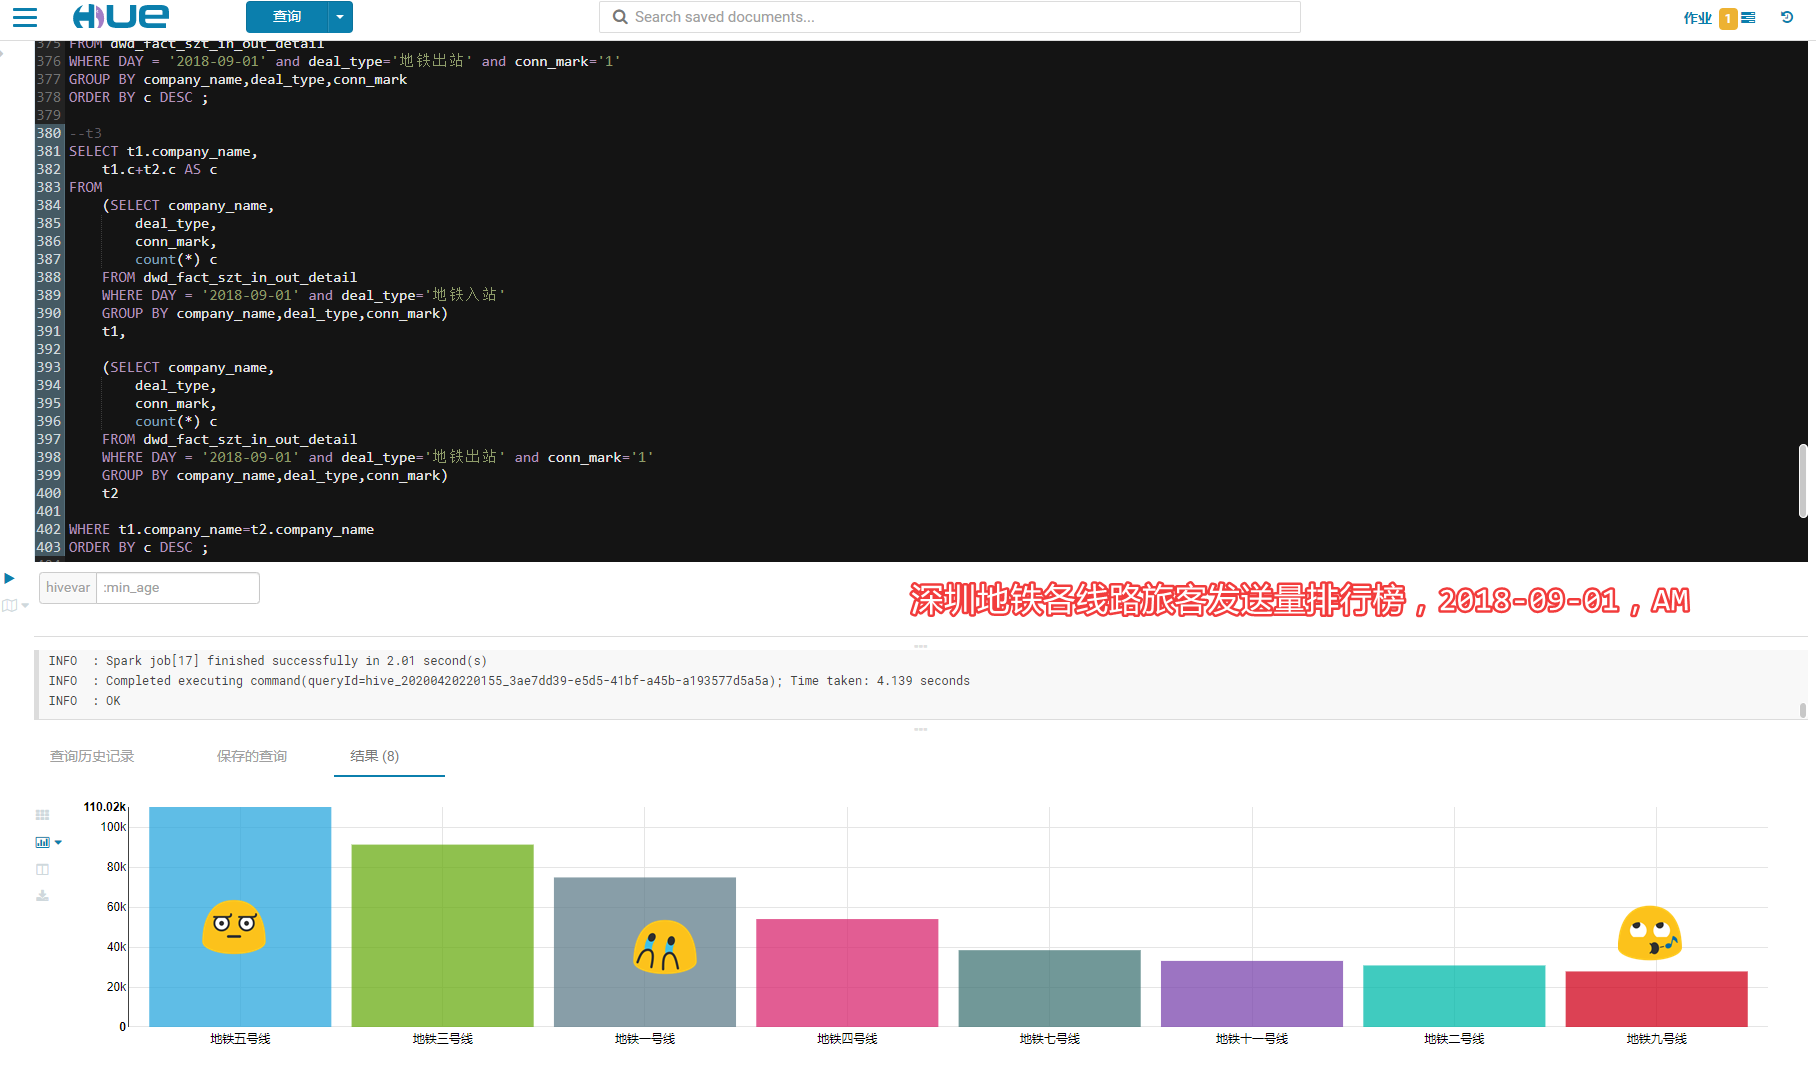 HUE
查询
Search saved documents...
作业 1
375 FROM dwd_fact_szt_in_out_detail
376 WHERE DAY = '2018-09-01' and deal_type='地铁出站' and conn_mark='1'
377 GROUP BY company_name,deal_type,conn_mark
378 ORDER BY c DESC ;
379
380 --t3
381 SELECT t1.company_name,
382 t1.c+t2.c AS c
383 FROM
384 (SELECT company_name,
385 deal_type,
386 conn_mark,
387 count(*) c
388 FROM dwd_fact_szt_in_out_detail
389 WHERE DAY = '2018-09-01' and deal_type='地铁入站'
390 GROUP BY company_name,deal_type,conn_mark)
391 t1,
392
393 (SELECT company_name,
394 deal_type,
395 conn_mark,
396 count(*) c
397 FROM dwd_fact_szt_in_out_detail
398 WHERE DAY = '2018-09-01' and deal_type='地铁出站' and conn_mark='1'
399 GROUP BY company_name,deal_type,conn_mark)
400 t2
401
402 WHERE t1.company_name=t2.company_name
403 ORDER BY c DESC ;
hivevar :min_age
深圳地铁各线路旅客发送量排行榜，2018-09-01，AM
INFO : Spark job[17] finished successfully in 2.01 second(s)
INFO : Completed executing command(queryId=hive_20200420220155_3ae7dd39-e5d5-41bf-a45b-a193577d5a5a); Time taken: 4.139 seconds
INFO : OK
查询历史记录 保存的查询 结果 (8)
110.02k
100k
80k
60k
40k
20k
0
地铁五号线 地铁三号线 地铁一号线 地铁四号线 地铁七号线 地铁十一号线 地铁二号线 地铁九号线